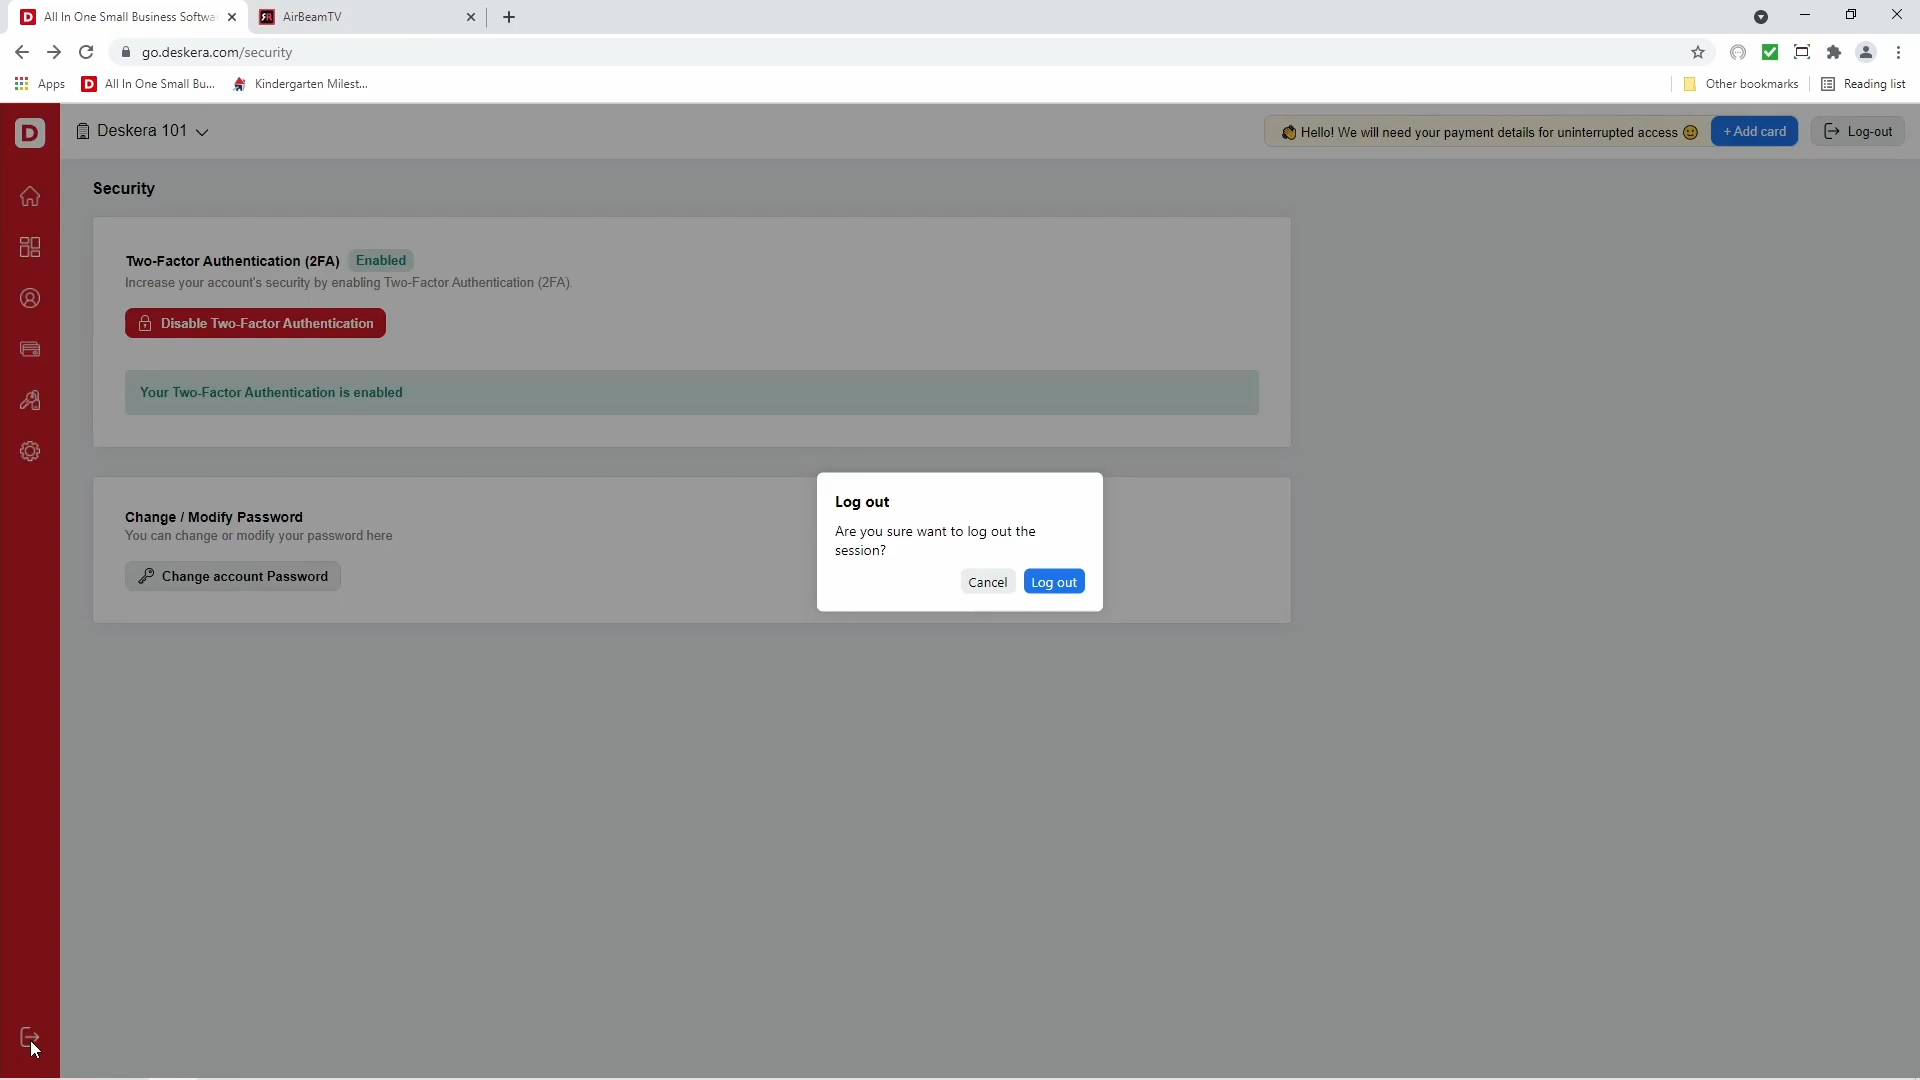 All In One Small Business Softwa
AirBeamTV
go.deskera.com/security
Apps
All In One Small Bu...
Kindergarten Milest...
Other bookmarks
Reading list
D
Deskera 101
Hello! We will need your payment details for uninterrupted access
+ Add card
Log-out
Security
Two-Factor Authentication (2FA) Enabled
Increase your account's security by enabling Two-Factor Authentication (2FA).
Disable Two-Factor Authentication
Your Two-Factor Authentication is enabled
Change / Modify Password
You can change or modify your password here
Change account Password
Log out
Are you sure want to log out the
session?
Cancel
Log out